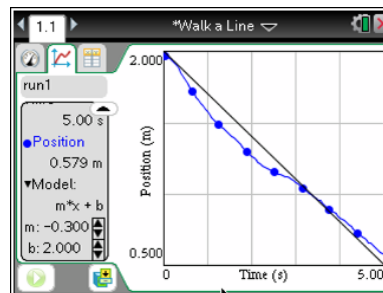 1.1
*Walk a Line
run1
5.00 s
Position
0.579 m
▾Model:
m*x + b
m: -0.300
b: 2.000
2.000
Position (m)
0.500
0
Time (s)
5.00